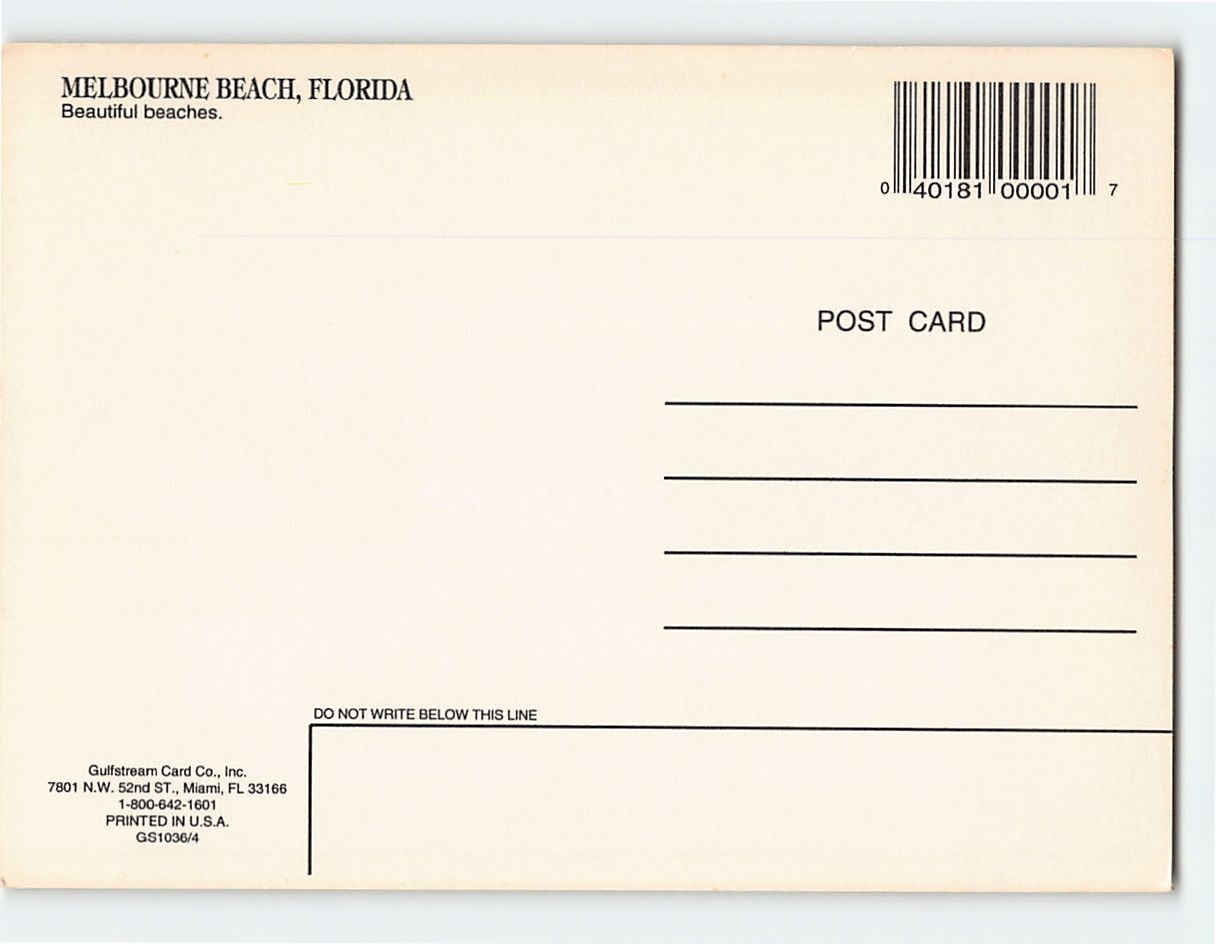 MELBOURNE BEACH, FLORIDA
Beautiful beaches.
0 40181 00001 7
POST CARD
DO NOT WRITE BELOW THIS LINE
Gulfstream Card Co., Inc.
7801 N.W. 52nd ST., Miami, FL 33166
1-800-642-1601
PRINTED IN U.S.A.
GS1036/4